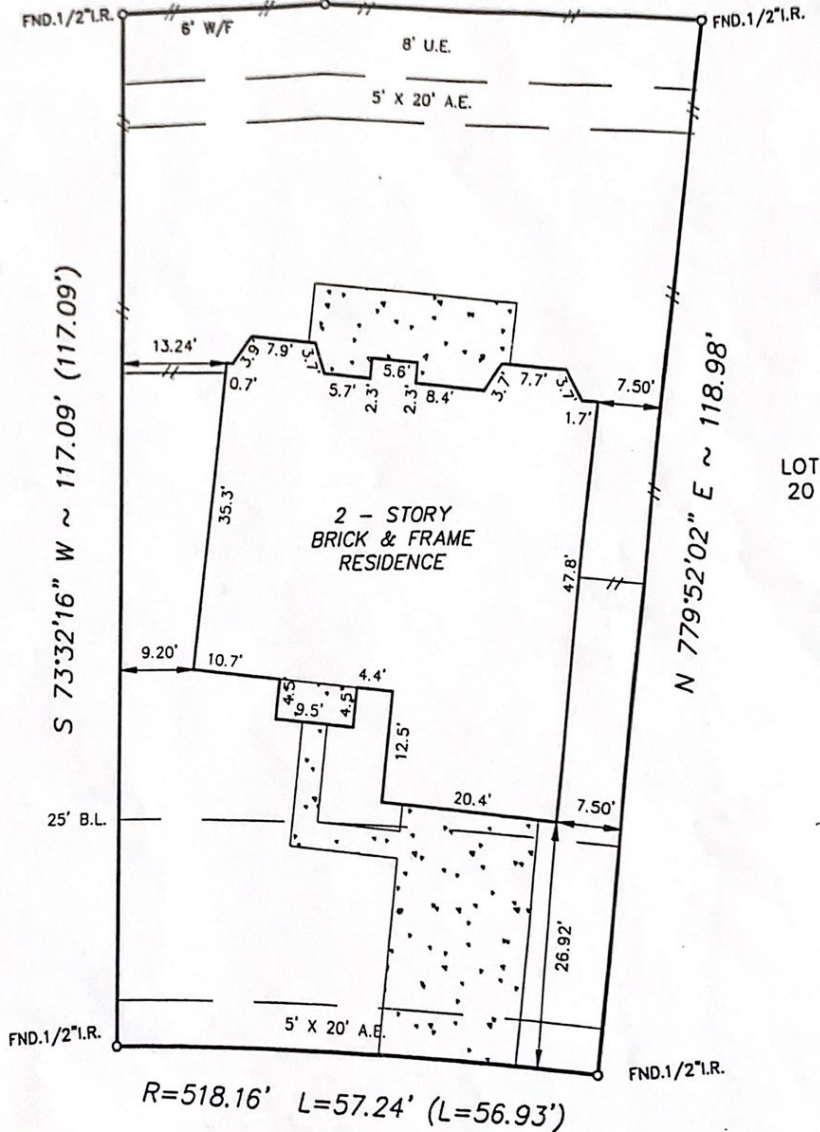 FND.1/2"I.R.
6' W/F
8' U.E.
FND.1/2"I.R.
5' X 20' A.E.
S 73°32'16" W ~ 117.09' (117.09')
13.24'
3.9'
7.9'
3.7'
0.7'
5.7'
2.3'
5.6'
2.3'
8.4'
3.7'
7.7'
3.7'
1.7'
7.50'
N 779°52'02" E ~ 118.98'
LOT
20
35.3'
2 - STORY
BRICK & FRAME
RESIDENCE
47.8'
9.20'
10.7'
4.4'
4.5'
9.5'
4.5'
12.5'
20.4'
7.50'
25' B.L.
26.92'
5' X 20' A.E.
FND.1/2"I.R.
FND.1/2"I.R.
R=518.16' L=57.24' (L=56.93')